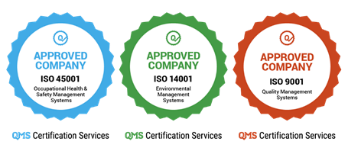 APPROVED
COMPANY
ISO 45001
Occupational Health &
Safety Management
Systems
QMS Certification Services
APPROVED
COMPANY
ISO 14001
Environmental
Management
Systems
QMS Certification Services
APPROVED
COMPANY
ISO 9001
Quality Management
Systems
QMS Certification Services